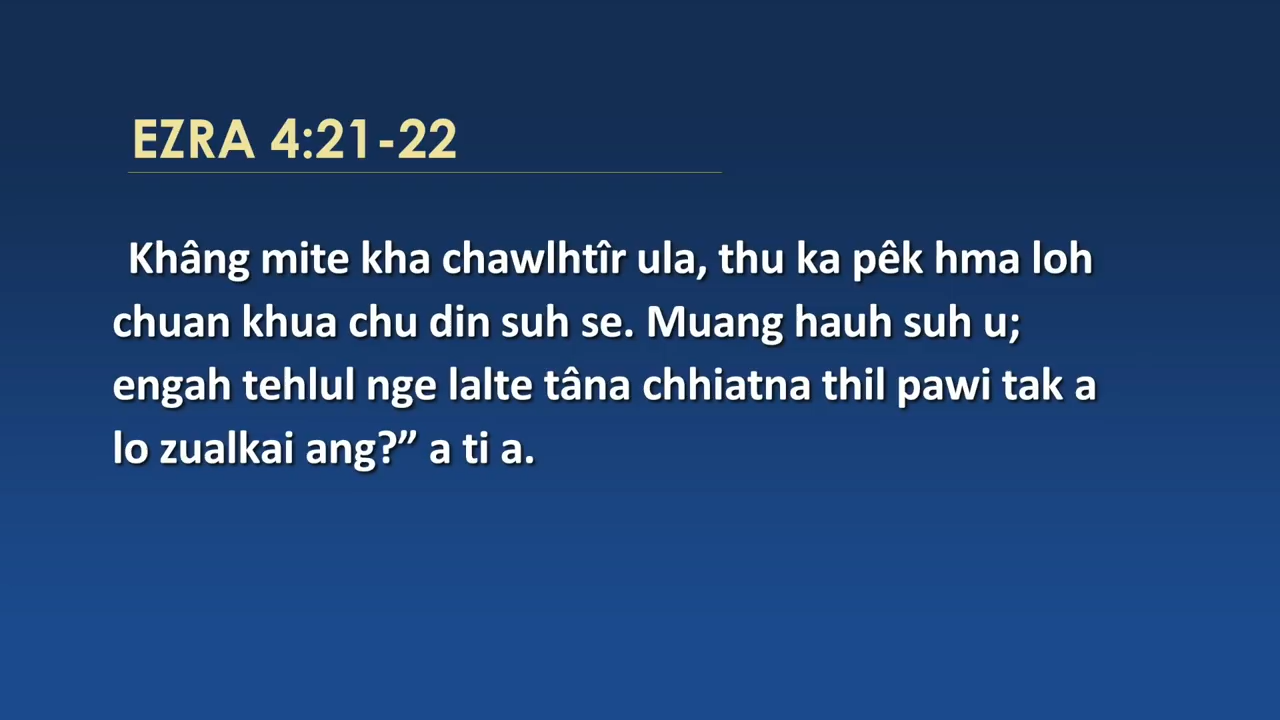 EZRA 4:21-22
Khâng mite kha chawlhtîr ula, thu ka pêk hma loh
chuan khua chu din suh se. Muang hauh suh u;
engah tehlul nge lalte tâna chhiatna thil pawi tak a
lo zualkai ang?” a ti a.